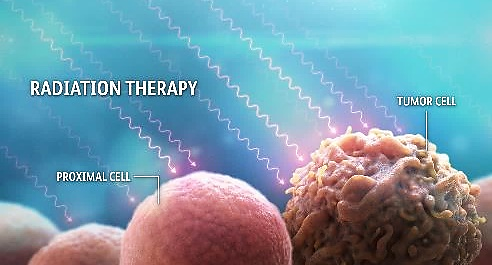 RADIATION THERAPY
TUMOR CELL
PROXIMAL CELL